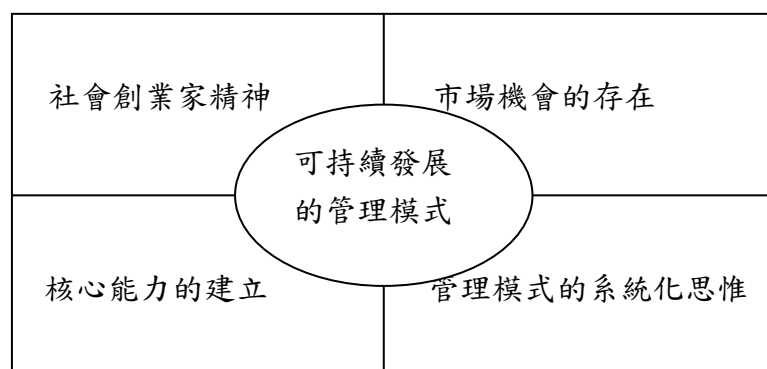 社會創業家精神
市場機會的存在
可持續發展
的管理模式
核心能力的建立
管理模式的系統化思惟